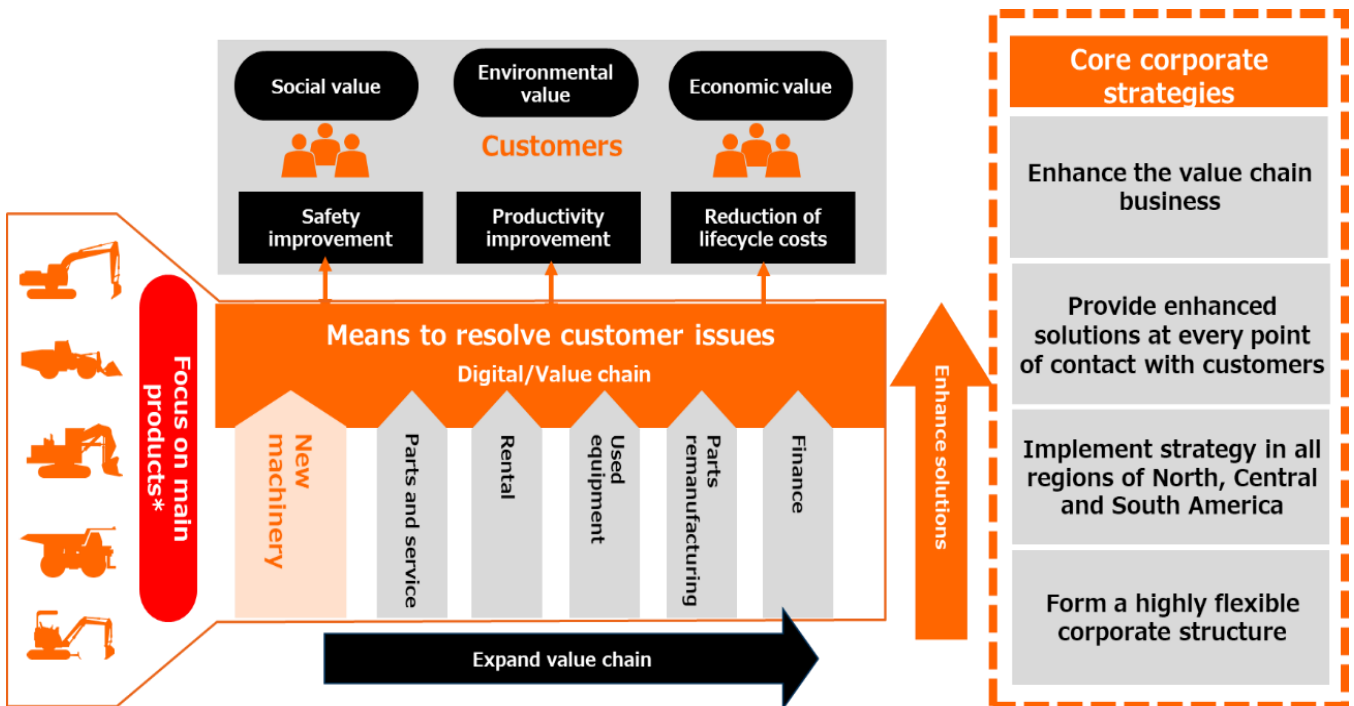 Social value
Environmental
value
Economic value
Customers
Safety
improvement
Productivity
improvement
Reduction of
lifecycle costs
Focus on main
products*
Means to resolve customer issues
Digital/Value chain
New
machinery
Parts and service
Rental
Used
equipment
Parts
remanufacturing
Finance
Expand value chain
Enhance solutions
Core corporate
strategies
Enhance the value chain
business
Provide enhanced
solutions at every point
of contact with customers
Implement strategy in all
regions of North, Central
and South America
Form a highly flexible
corporate structure